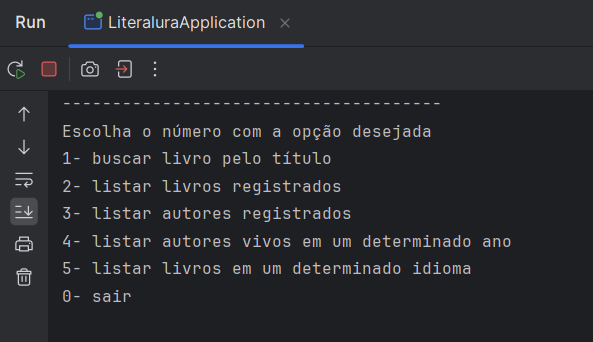 Run
LiteraluraApplication
--------------------------------------
Escolha o número com a opção desejada
1- buscar livro pelo título
2- listar livros registrados
3- listar autores registrados
4- listar autores vivos em um determinado ano
5- listar livros em um determinado idioma
0- sair